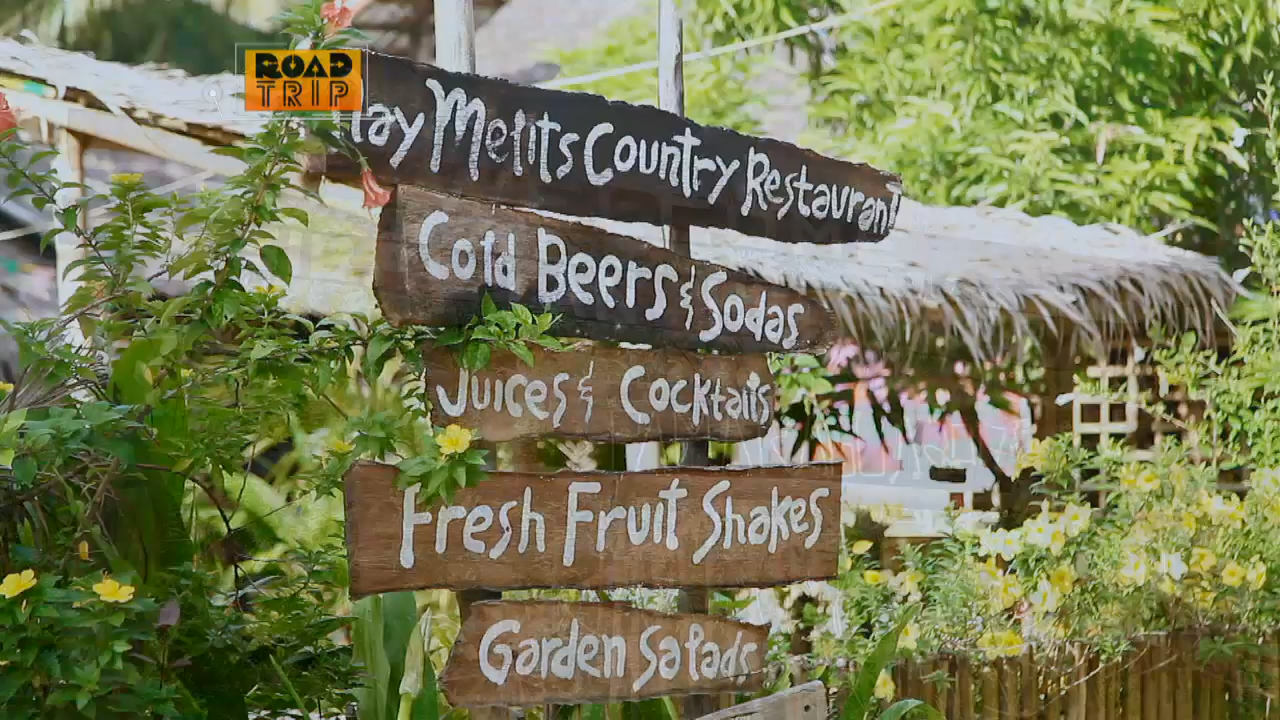 ROAD
TRIP
Melits Country Restaurant
Cold Beers & Sodas
Juices & Cocktails
Fresh Fruit Shakes
Garden Salads